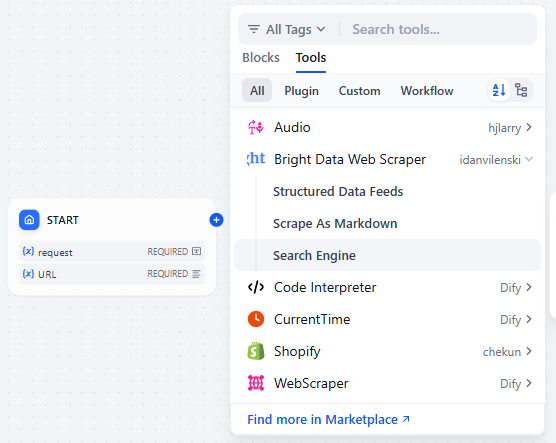 All Tags
Search tools...
Blocks Tools
All Plugin Custom Workflow
Audio hjlarry
Bright Data Web Scraper idanvilenski
Structured Data Feeds
Scrape As Markdown
Search Engine
Code Interpreter Dify
CurrentTime Dify
Shopify chekun
WebScraper Dify
Find more in Marketplace
START
{x} request REQUIRED
{x} URL REQUIRED